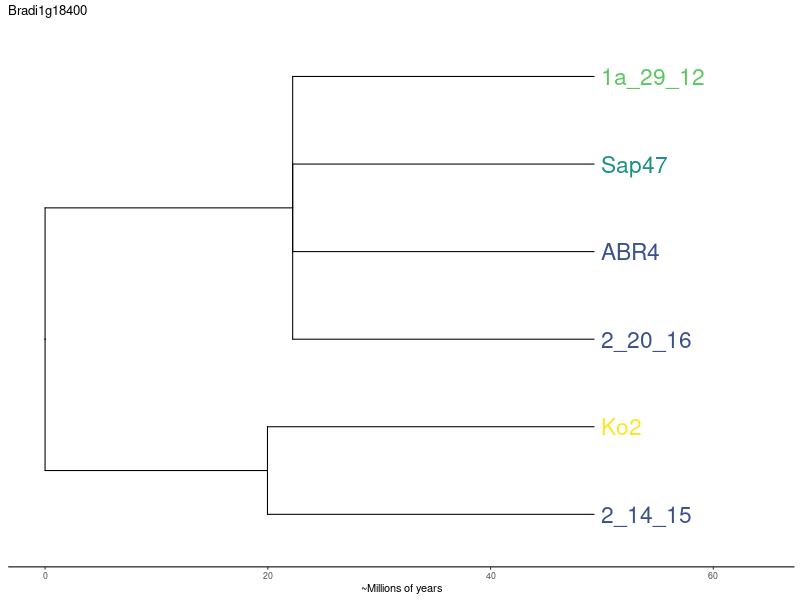 Bradi1g18400
1a_29_12
Sap47
ABR4
2_20_16
Ko2
2_14_15
0 20 40 60
~Millions of years